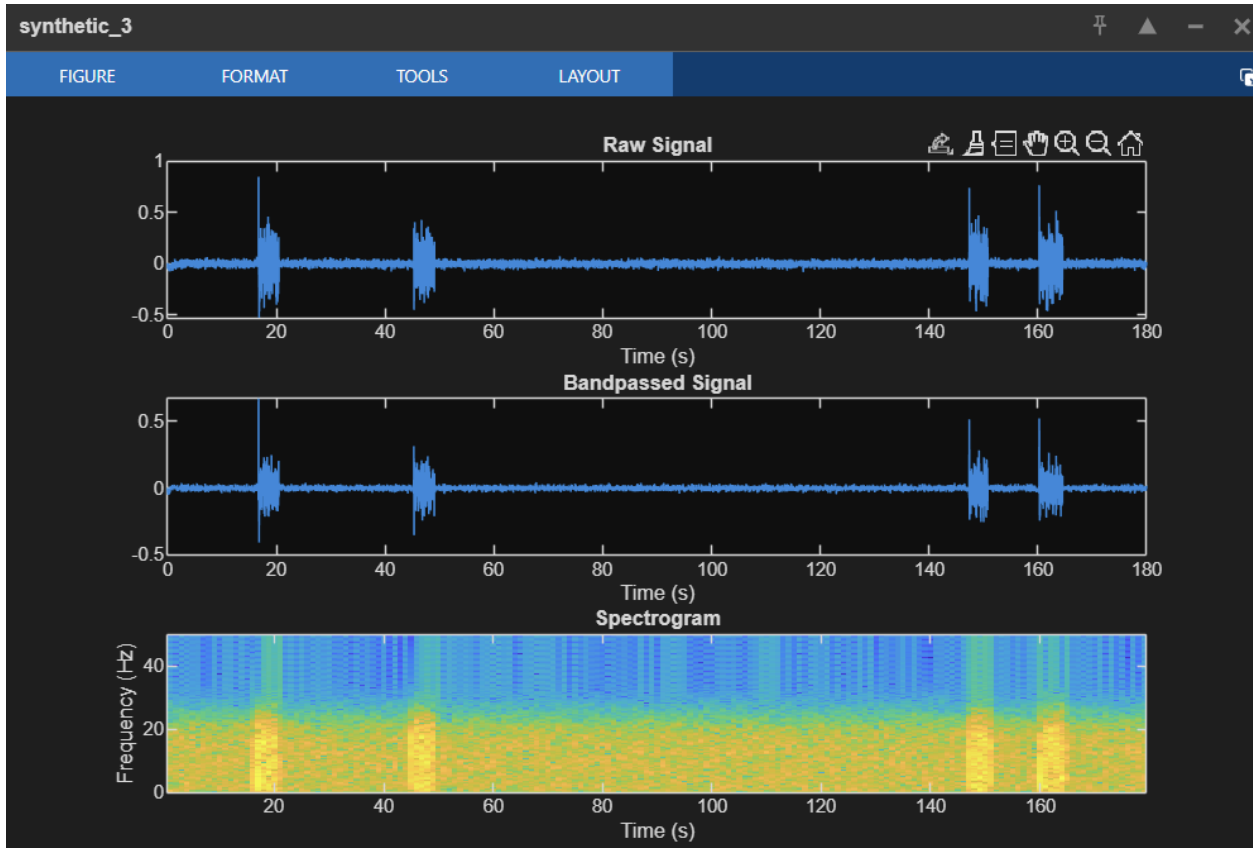 synthetic_3
FIGURE FORMAT TOOLS LAYOUT
Raw Signal
1
0.5
0
-0.5
0 20 40 60 80 100 120 140 160 180
Time (s)
Bandpassed Signal
0.5
0
-0.5
0 20 40 60 80 100 120 140 160 180
Time (s)
Spectrogram
Frequency (Hz)
40
20
0
20 40 60 80 100 120 140 160
Time (s)